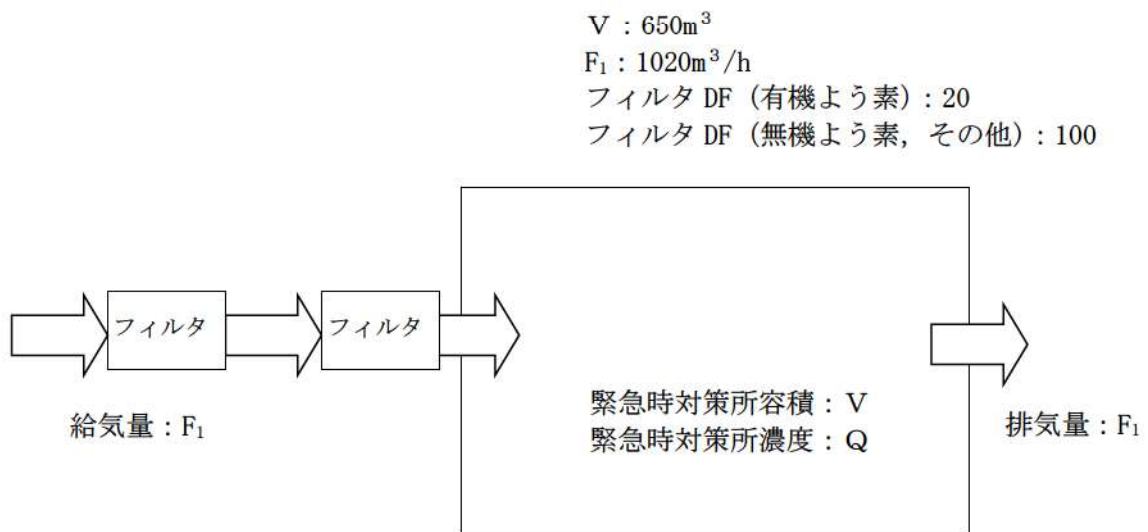 V：650m³
F₁：1020m³/h
フィルタ DF（有機よう素）：20
フィルタ DF（無機よう素，その他）：100
フィルタ
フィルタ
給気量：F₁
緊急時対策所容積：V
緊急時対策所濃度：Q
排気量：F₁